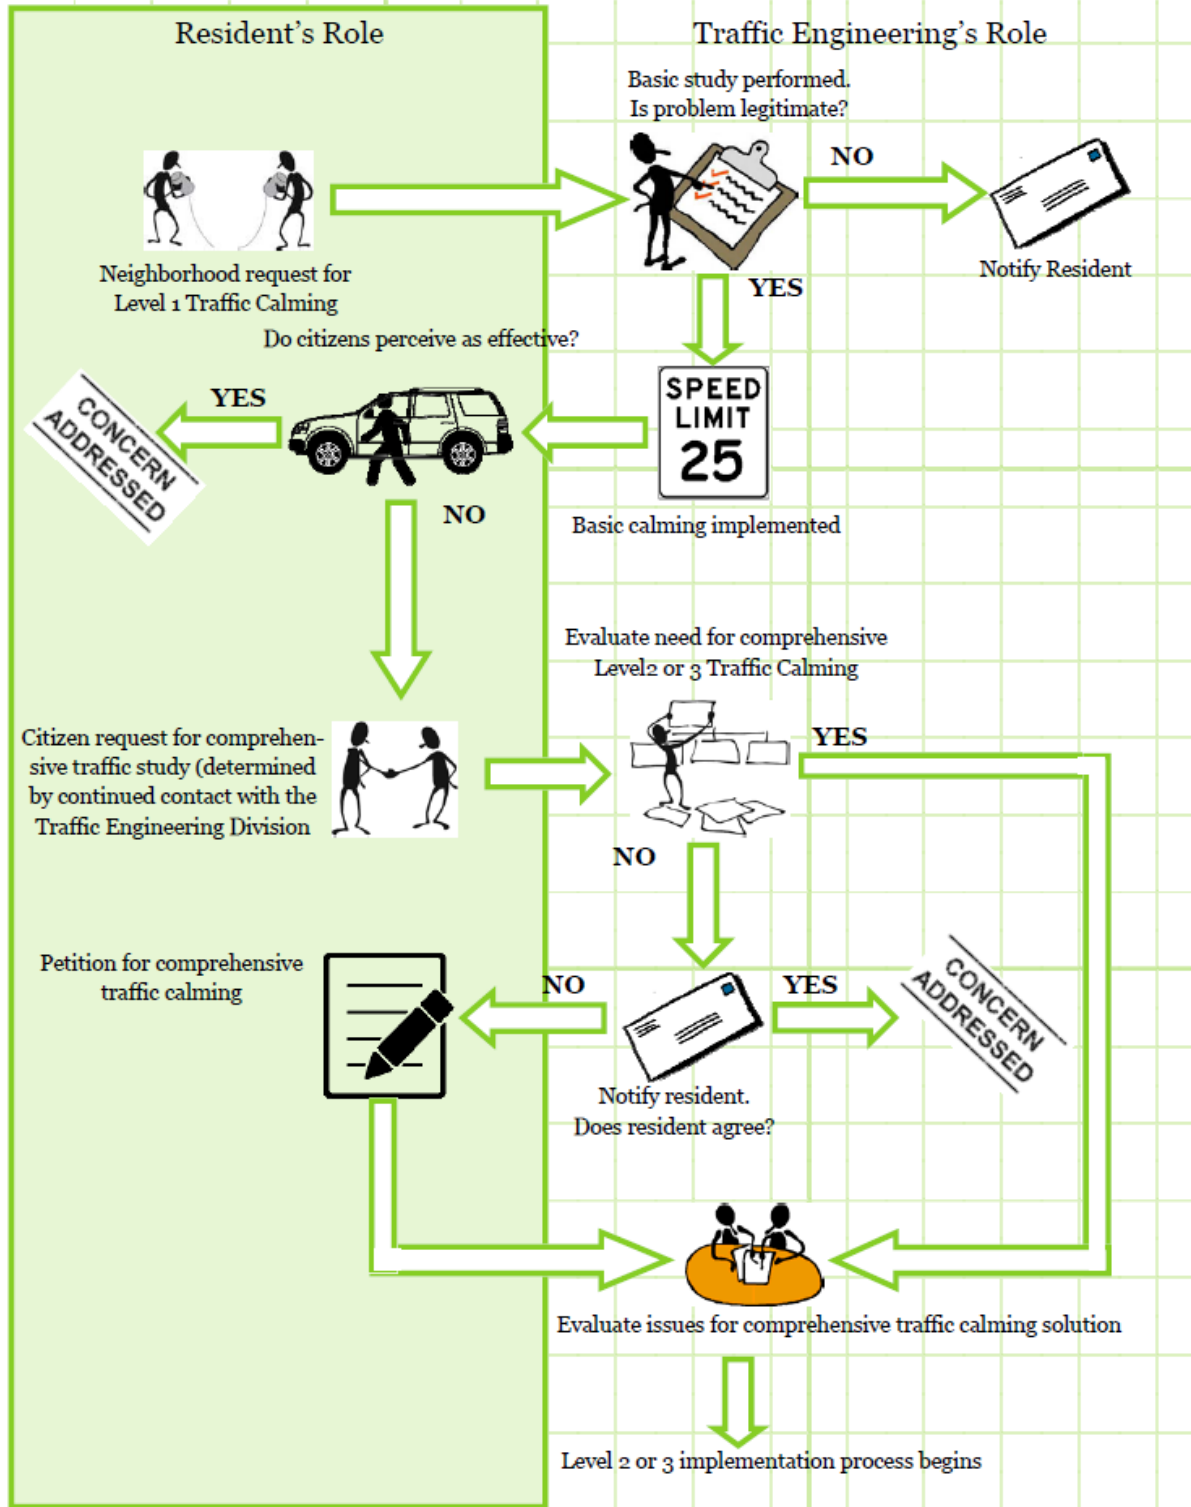 Resident's Role
Traffic Engineering's Role
Basic study performed.
Is problem legitimate?
NO
Notify Resident
Neighborhood request for
Level 1 Traffic Calming
YES
Do citizens perceive as effective?
SPEED
LIMIT
25
YES
CONCERN
ADDRESSED
NO
Basic calming implemented
Evaluate need for comprehensive
Level2 or 3 Traffic Calming
Citizen request for comprehen-
sive traffic study (determined
by continued contact with the
Traffic Engineering Division
YES
NO
Petition for comprehensive
traffic calming
NO
YES
CONCERN
ADDRESSED
Notify resident.
Does resident agree?
Evaluate issues for comprehensive traffic calming solution
Level 2 or 3 implementation process begins